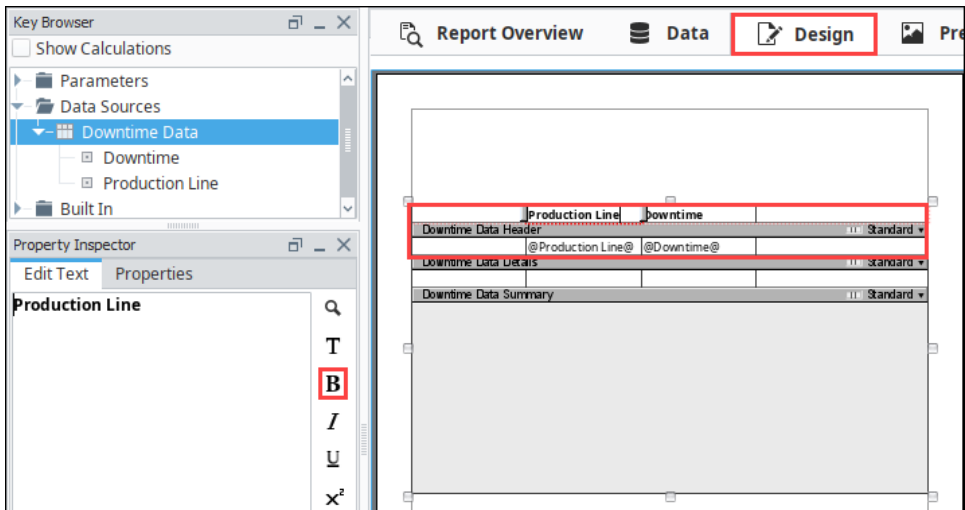 Key Browser
Show Calculations
Parameters
Data Sources
Downtime Data
Downtime
Production Line
Built In
Property Inspector
Edit Text Properties
Production Line
T
B
I
U
x²
Report Overview Data Design Pre
Production Line Downtime
Downtime Data Header Standard
@Production Line@ @Downtime@
Downtime Data Details Standard
Downtime Data Summary Standard